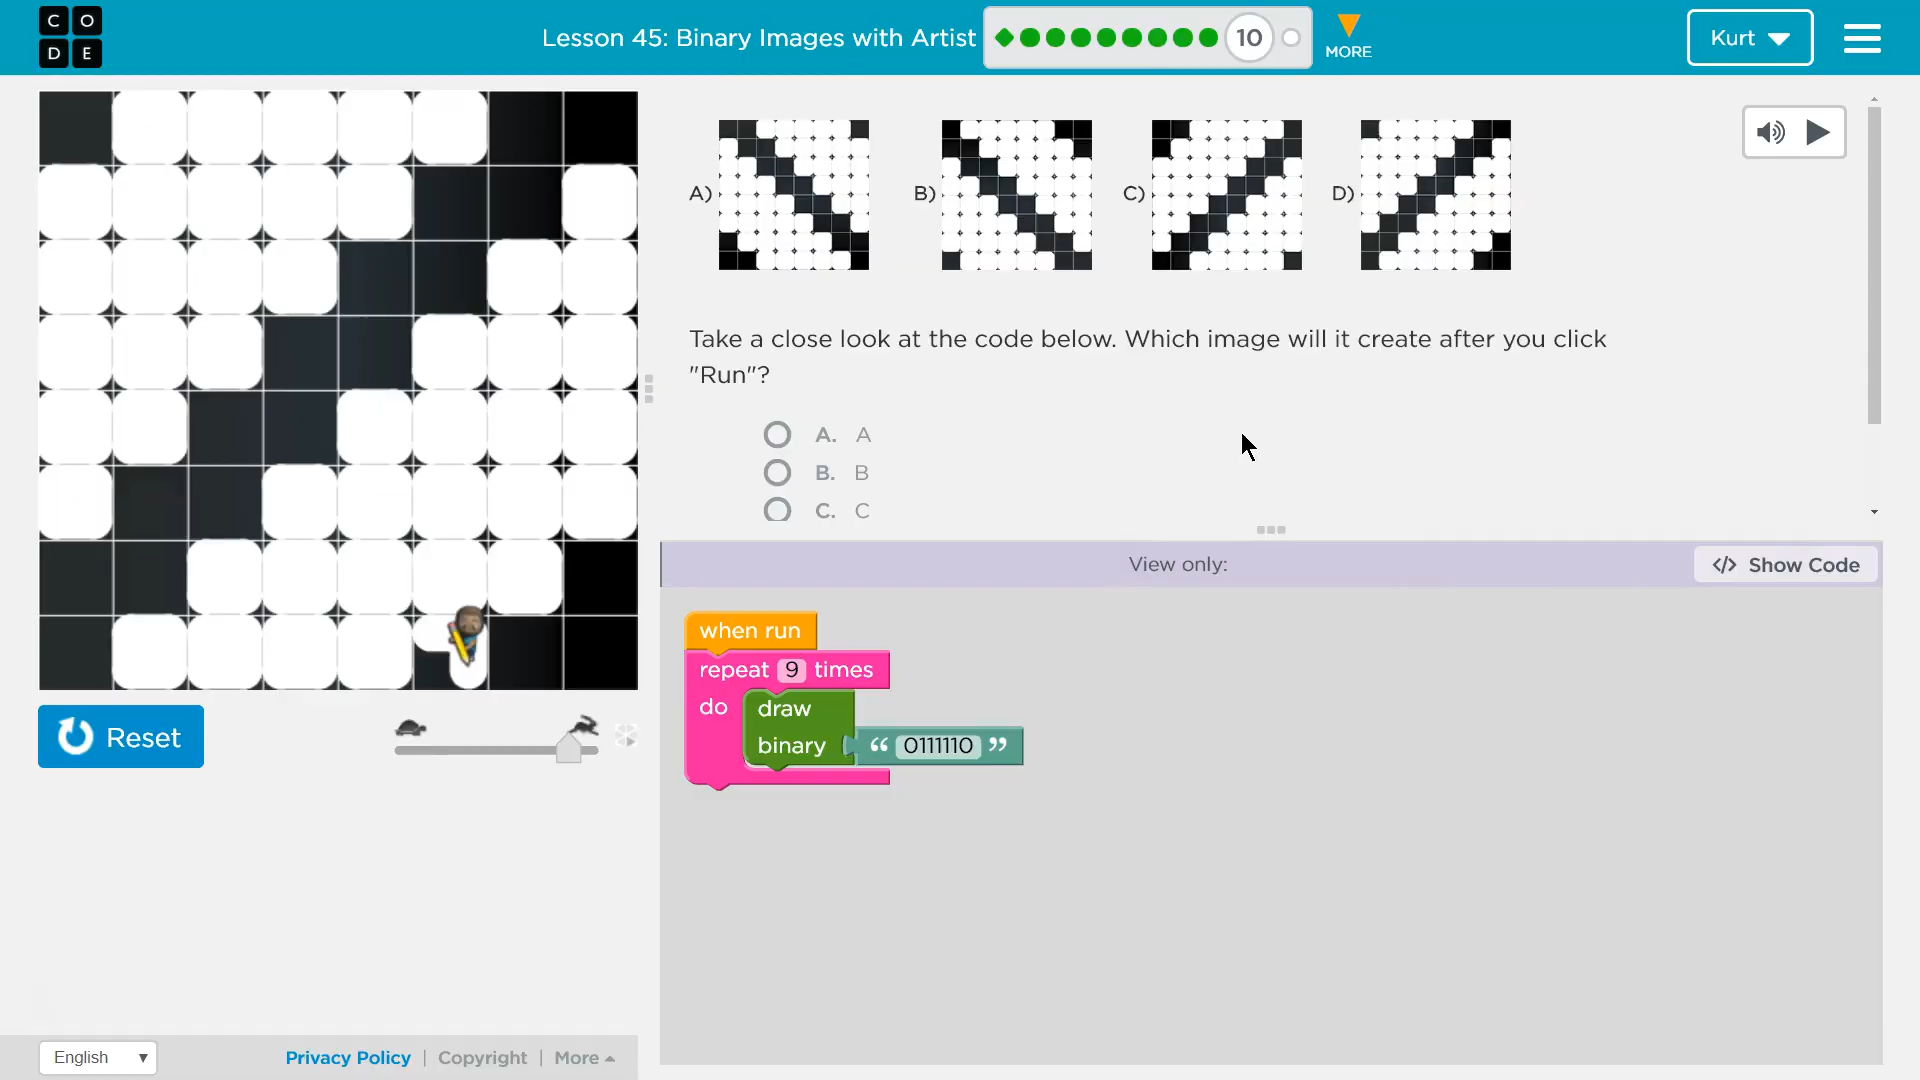 C O
D E
Lesson 45: Binary Images with Artist
10
MORE
Kurt
A)
B)
C)
D)
Take a close look at the code below. Which image will it create after you click
"Run"?
A. A
B. B
C. C
View only:
Show Code
when run
repeat 9 times
do draw
binary “ 0111110 ”
Reset
English
Privacy Policy | Copyright | More